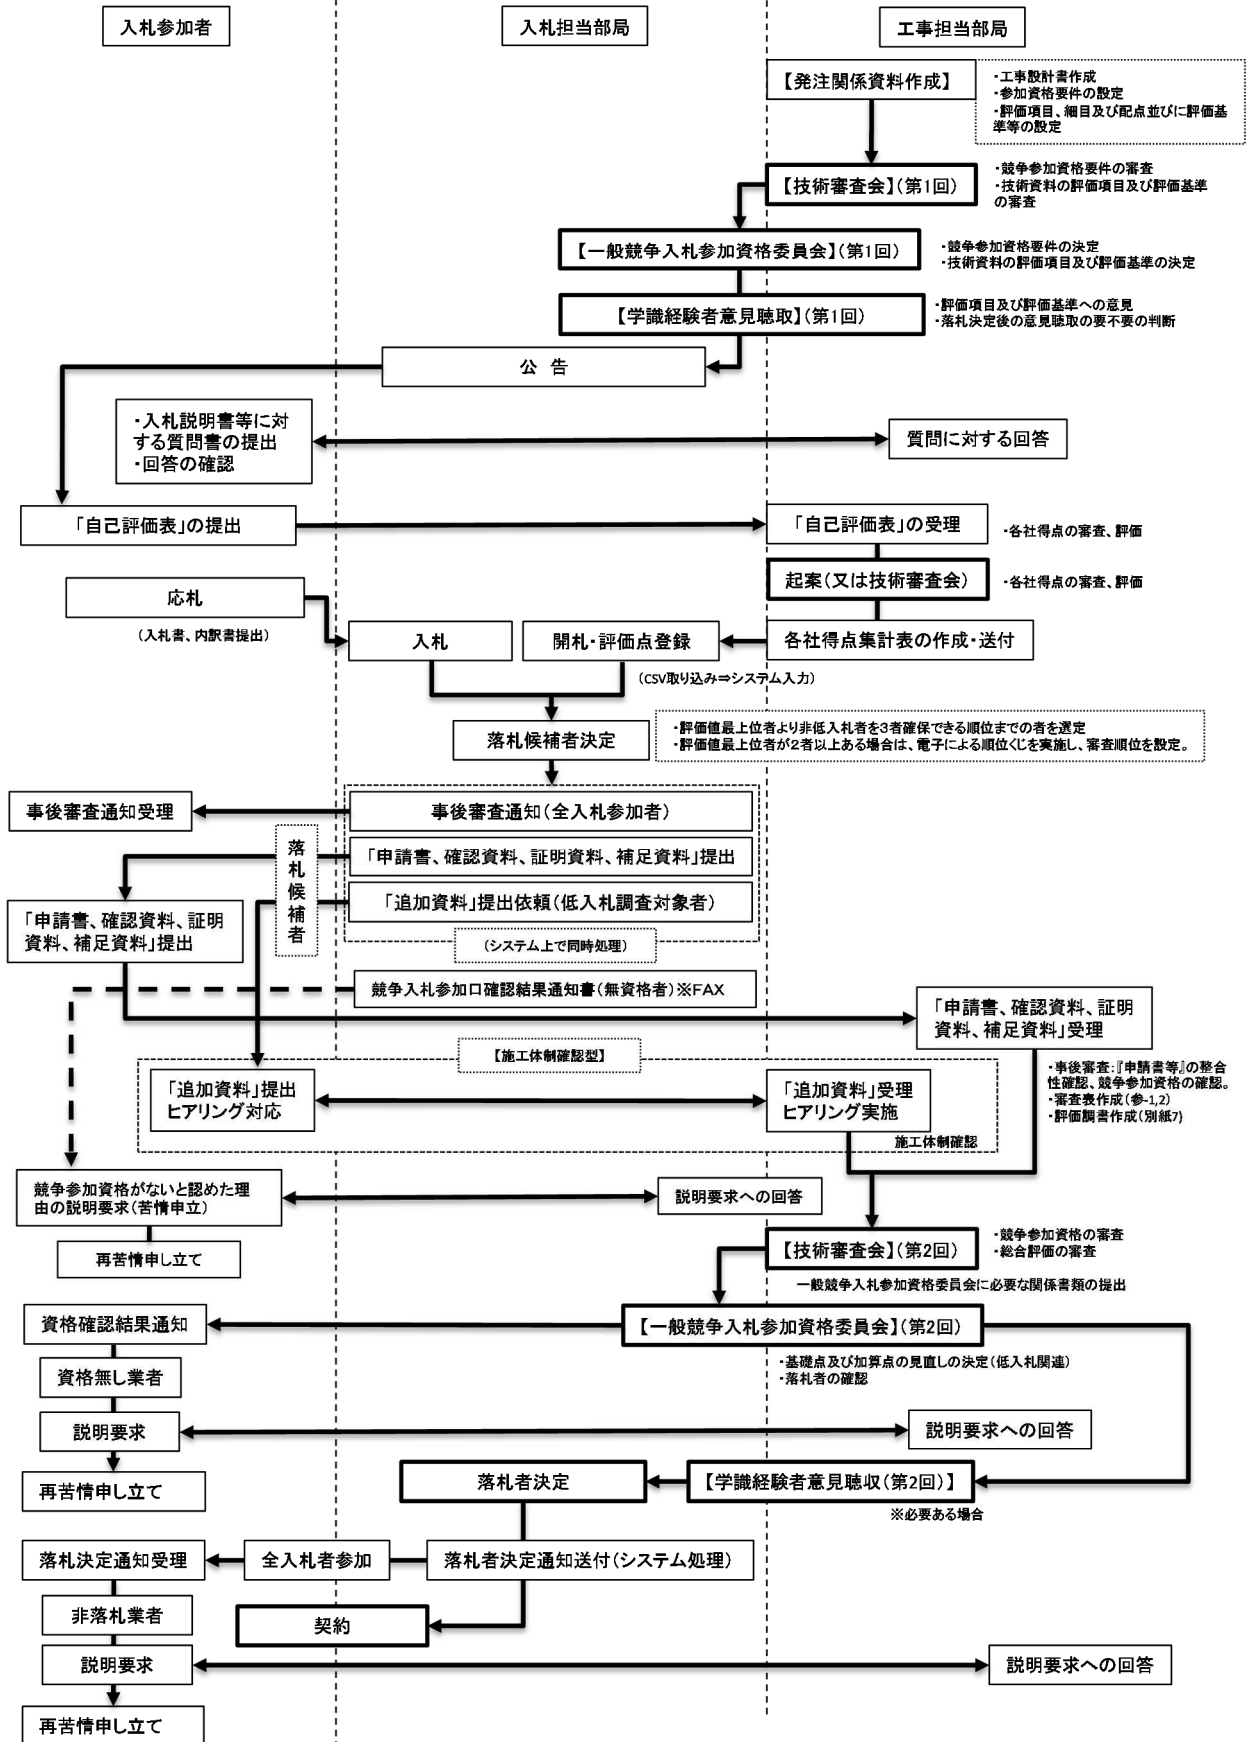 入札参加者
入札担当部局
工事担当部局
【発注関係資料作成】
・工事設計書作成
・参加資格要件の設定
・評価項目、細目及び配点並びに評価基
準等の設定
【技術審査会】(第1回)
・競争参加資格要件の審査
・技術資料の評価項目及び評価基準
の審査
【一般競争入札参加資格委員会】(第1回)
・競争参加資格要件の決定
・技術資料の評価項目及び評価基準の決定
【学識経験者意見聴取】(第1回)
・評価項目及び評価基準への意見
・落札決定後の意見聴取の要不要の判断
公 告
・入札説明書等に対
する質問書の提出
・回答の確認
質問に対する回答
「自己評価表」の提出
「自己評価表」の受理
・各社得点の審査、評価
起案(又は技術審査会)
・各社得点の審査、評価
応札
(入札書、内訳書提出)
入札
開札・評価点登録
各社得点集計表の作成・送付
(CSV取り込み⇒システム入力)
落札候補者決定
・評価値最上位者より非低入札者を3者確保できる順位までの者を選定
・評価値最上位者が2者以上ある場合は、電子による順位くじを実施し、審査順位を設定。
事後審査通知受理
事後審査通知(全入札参加者)
落札候補者
「申請書、確認資料、証明資料、補足資料」提出
「追加資料」提出依頼(低入札調査対象者)
「申請書、確認資料、証明
資料、補足資料」提出
(システム上で同時処理)
競争入札参加口確認結果通知書(無資格者)※FAX
「申請書、確認資料、証明
資料、補足資料」受理
【施工体制確認型】
・事後審査:『申請書等』の整合
性確認、競争参加資格の確認。
・審査表作成(参-1,2)
・評価調書作成(別紙7)
「追加資料」提出
ヒアリング対応
「追加資料」受理
ヒアリング実施
施工体制確認
競争参加資格がないと認めた理
由の説明要求(苦情申立)
説明要求への回答
再苦情申し立て
【技術審査会】(第2回)
・競争参加資格の審査
・総合評価の審査
一般競争入札参加資格委員会に必要な関係書類の提出
資格確認結果通知
【一般競争入札参加資格委員会】(第2回)
・基礎点及び加算点の見直しの決定(低入札関連)
・落札者の確認
資格無し業者
説明要求
説明要求への回答
再苦情申し立て
落札者決定
【学識経験者意見聴収(第2回)】
※必要ある場合
落札決定通知受理
全入札者参加
落札者決定通知送付(システム処理)
非落札業者
契約
説明要求
説明要求への回答
再苦情申し立て